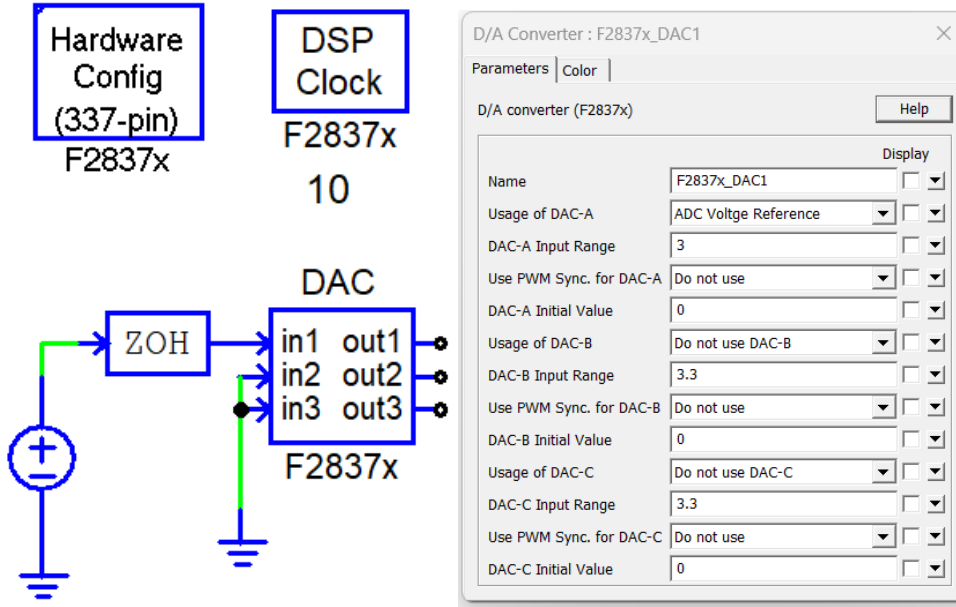 Hardware
Config
(337-pin)
F2837x
DSP
Clock
F2837x
10
DAC
ZOH
in1 out1
in2 out2
in3 out3
F2837x
D/A Converter : F2837x_DAC1
Parameters Color
D/A converter (F2837x) Help
Display
Name F2837x_DAC1
Usage of DAC-A ADC Voltge Reference
DAC-A Input Range 3
Use PWM Sync. for DAC-A Do not use
DAC-A Initial Value 0
Usage of DAC-B Do not use DAC-B
DAC-B Input Range 3.3
Use PWM Sync. for DAC-B Do not use
DAC-B Initial Value 0
Usage of DAC-C Do not use DAC-C
DAC-C Input Range 3.3
Use PWM Sync. for DAC-C Do not use
DAC-C Initial Value 0